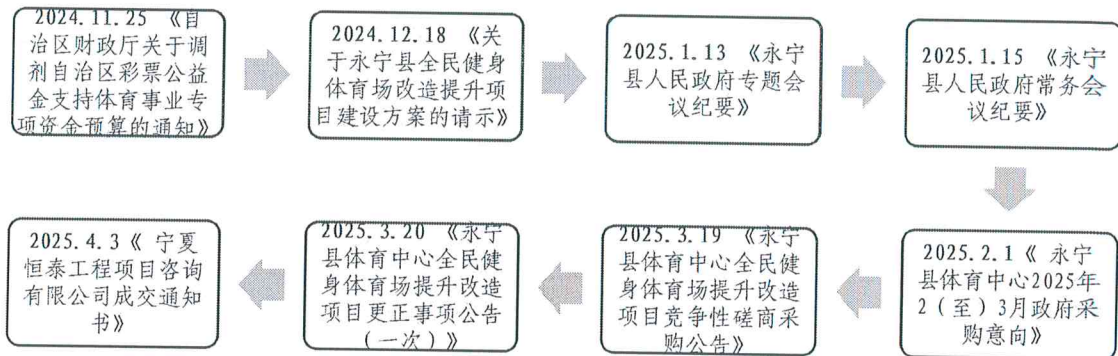 2024.11.25 《自
治区财政厅关于调
剂自治区彩票公益
金支持体育事业专
项资金预算的通知》
2024.12.18 《关
于永宁县全民健身
体育场改造提升项
目建设方案的请示》
2025.1.13 《永宁
县人民政府专题会
议纪要》
2025.1.15 《永宁
县人民政府常务会
议纪要》
2025.2.1《 永宁
县体育中心2025年
2（至）3月政府采
购意向》
2025.3.19 《永宁
县体育中心全民健
身体育场提升改造
项目竞争性磋商采
购公告》
2025.3.20 《永宁
县体育中心全民健
身体育场提升改造
项目更正事项公告
（一次）》
2025.4.3《 宁夏
恒泰工程项目咨询
有限公司成交通知
书》